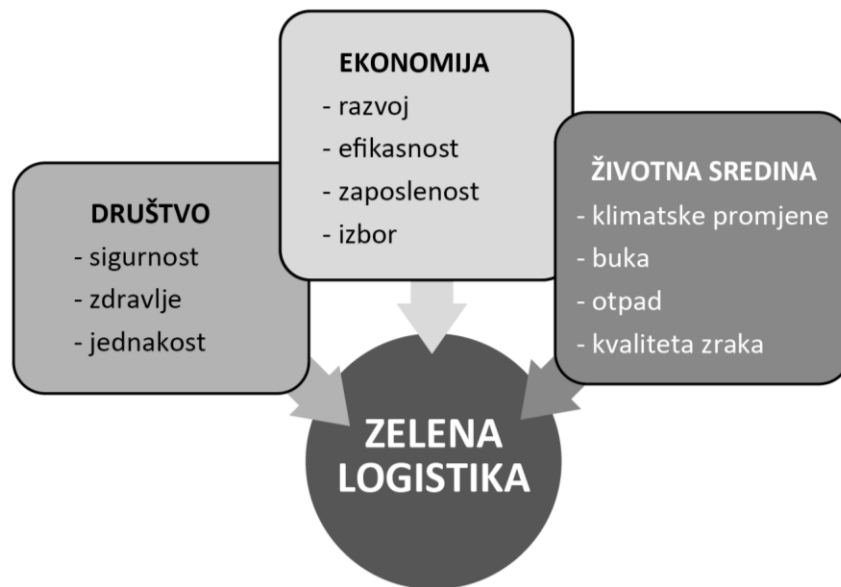 DRUŠTVO
- sigurnost
- zdravlje
- jednakost
EKONOMIJA
- razvoj
- efikasnost
- zaposlenost
- izbor
ŽIVOTNA SREDINA
- klimatske promjene
- buka
- otpad
- kvaliteta zraka
ZELENA
LOGISTIKA